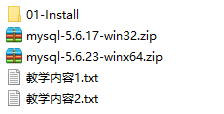 01-Install
mysql-5.6.17-win32.zip
mysql-5.6.23-winx64.zip
教学内容1.txt
教学内容2.txt